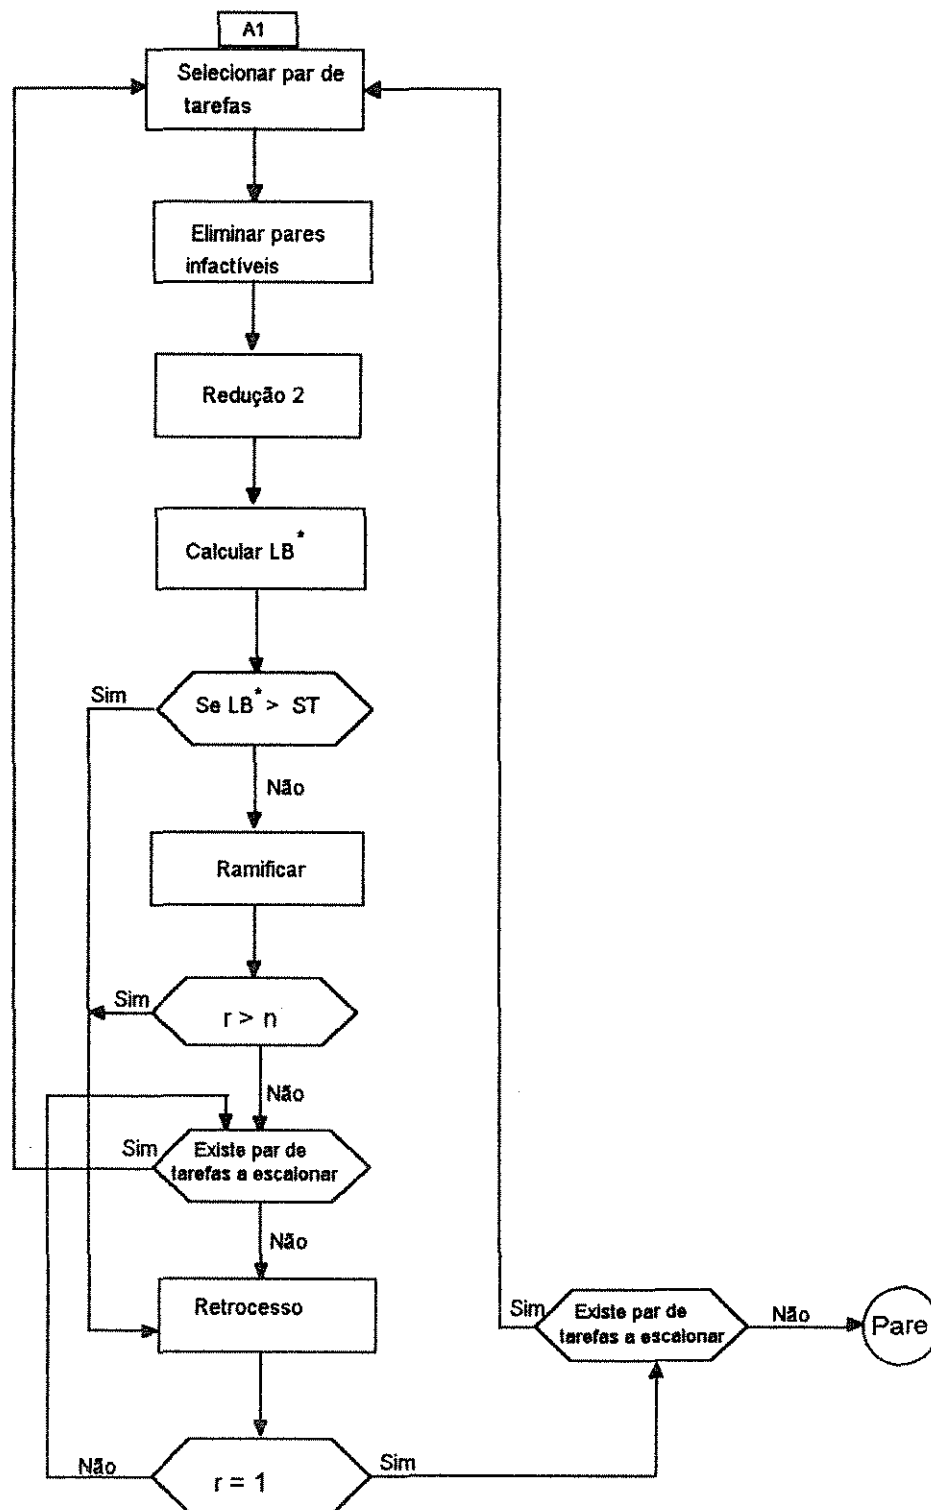 A1
Selecionar par de
tarefas
Eliminar pares
infactíveis
Redução 2
Calcular LB*
Sim
Se LB* > ST
Não
Ramificar
Sim
r > n
Não
Sim
Existe par de
tarefas a escalonar
Não
Retrocesso
Sim
Existe par de
tarefas a escalonar
Não
Pare
Não
r = 1
Sim